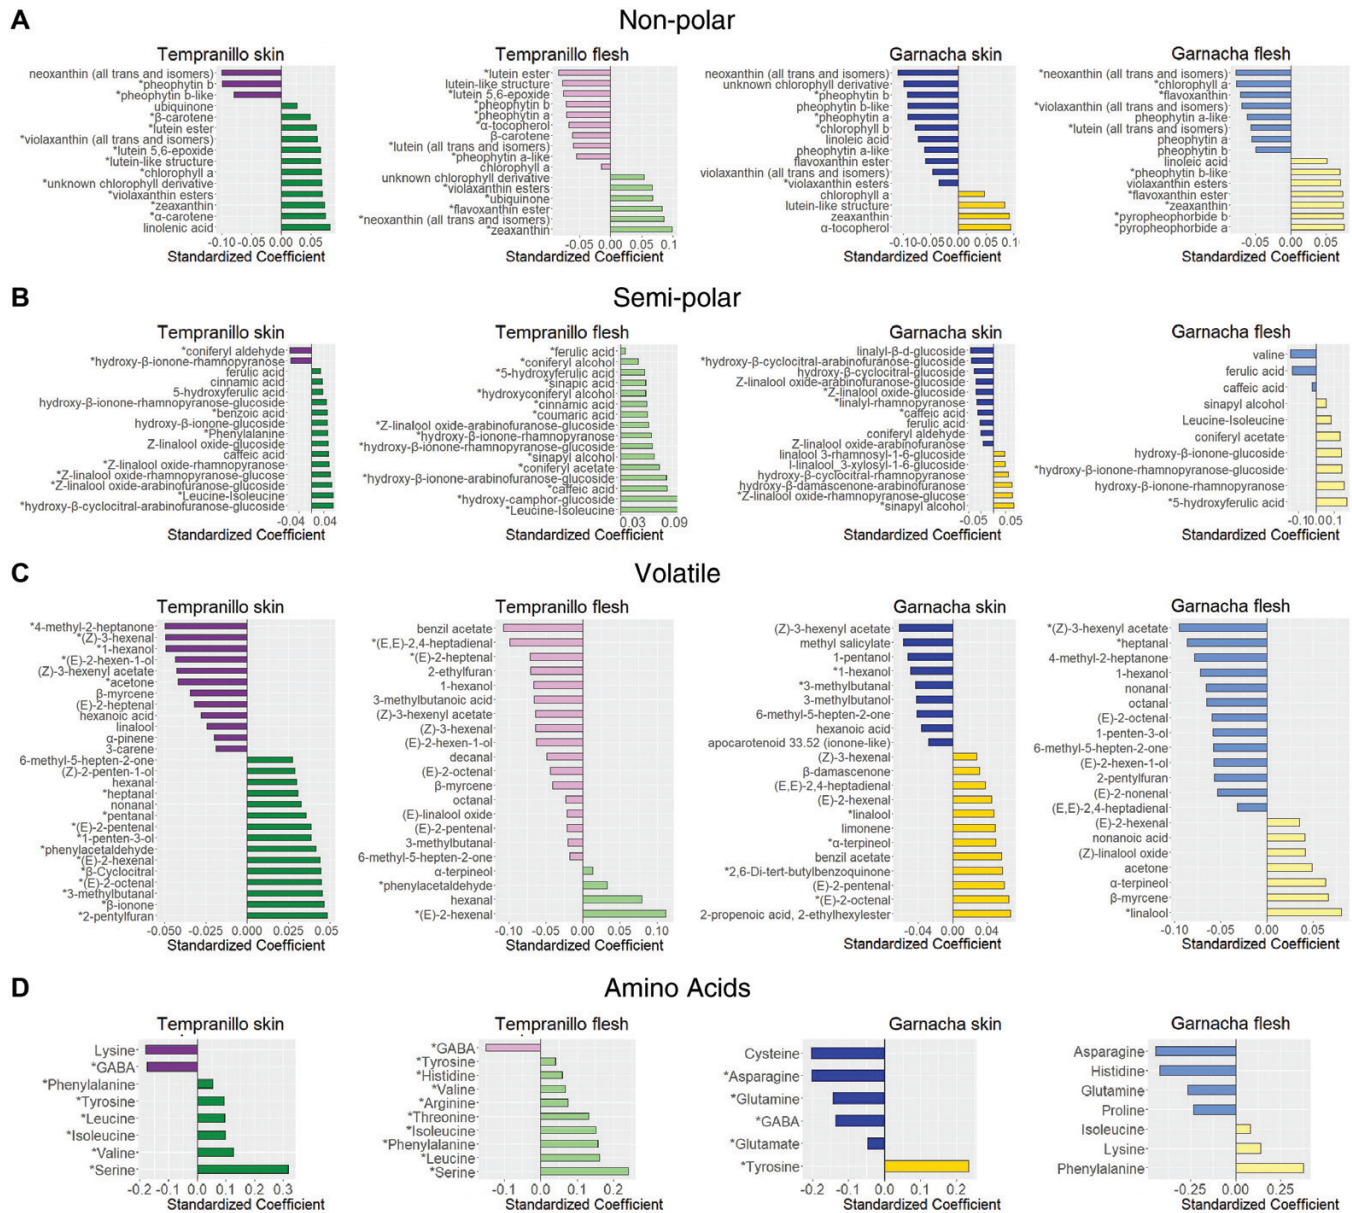 A
Non-polar
Tempranillo skin
neoxanthin (all trans and isomers)
*pheophytin b
*pheophytin b-like
ubiquinone
*β-carotene
*lutein ester
*violaxanthin (all trans and isomers)
*lutein 5,6-epoxide
*lutein-like structure
*chlorophyll a
*unknown chlorophyll derivative
*violaxanthin esters
*zeaxanthin
*α-carotene
linolenic acid
-0.10 -0.05 0.00 0.05
Standardized Coefficient
Tempranillo flesh
*lutein ester
lutein-like structure
*lutein 5,6-epoxide
*pheophytin b
*pheophytin a
*α-tocopherol
β-carotene
*lutein (all trans and isomers)
*pheophytin a-like
chlorophyll a
unknown chlorophyll derivative
*violaxanthin esters
*ubiquinone
*flavoxanthin ester
*neoxanthin (all trans and isomers)
*zeaxanthin
-0.05 0.00 0.05 0.1
Standardized Coefficient
Garnacha skin
neoxanthin (all trans and isomers)
unknown chlorophyll derivative
*pheophytin b
pheophytin b-like
*pheophytin a
*chlorophyll b
linoleic acid
pheophytin a-like
flavoxanthin ester
violaxanthin (all trans and isomers)
*violaxanthin esters
chlorophyll a
lutein-like structure
zeaxanthin
α-tocopherol
-0.10 -0.05 0.00 0.05 0.1
Standardized Coefficient
Garnacha flesh
*neoxanthin (all trans and isomers)
*chlorophyll a
*flavoxanthin
*violaxanthin (all trans and isomers)
pheophytin a-like
*lutein (all trans and isomers)
pheophytin a
pheophytin b
linoleic acid
*pheophytin b-like
violaxanthin esters
*flavoxanthin ester
*zeaxanthin
*pyropheophorbide b
*pyropheophorbide a
-0.05 0.00 0.05
Standardized Coefficient
B
Semi-polar
Tempranillo skin
*coniferyl aldehyde
*hydroxy-β-ionone-rhamnopyranose
ferulic acid
cinnamic acid
5-hydroxyferulic acid
hydroxy-β-ionone-rhamnopyranose-glucoside
*benzoic acid
hydroxy-β-ionone-glucoside
*Phenylalanine
Z-linalool oxide-glucoside
caffeic acid
*Z-linalool oxide-rhamnopyranose
*Z-linalool oxide-rhamnopyranose-glucose
*Z-linalool oxide-arabinofuranose-glucoside
*Leucine-Isoleucine
*hydroxy-β-cyclocitral-arabinofuranose-glucoside
-0.04 0.04
Standardized Coefficient
Tempranillo flesh
*ferulic acid
*coniferyl alcohol
*5-hydroxyferulic acid
*sinapic acid
*hydroxyconiferyl alcohol
*cinnamic acid
*coumaric acid
*Z-linalool oxide-arabinofuranose-glucoside
*hydroxy-β-ionone-rhamnopyranose
*hydroxy-β-ionone-rhamnopyranose-glucoside
*sinapyl alcohol
*coniferyl acetate
*hydroxy-β-ionone-arabinofuranose-glucoside
*caffeic acid
*hydroxy-camphor-glucoside
*Leucine-Isoleucine
0.03 0.09
Standardized Coefficient
Garnacha skin
linalyl-β-d-glucoside
*hydroxy-β-cyclocitral-arabinofuranose-glucoside
hydroxy-β-cyclocitral-glucoside
Z-linalool oxide-arabinofuranose-glucoside
*Z-linalool oxide-glucoside
*linalyl-rhamnopyranose
*caffeic acid
ferulic acid
coniferyl aldehyde
Z-linalool oxide-arabinofuranose
linalool 3-rhamnosyl-1-6-glucoside
l-linalool_3-xylosyl-1-6-glucoside
hydroxy-β-cyclocitral-rhamnopyranose
hydroxy-β-damascenone-arabinofuranose
*Z-linalool oxide-rhamnopyranose-glucose
*sinapyl alcohol
-0.05 0.05
Standardized Coefficient
Garnacha flesh
valine
ferulic acid
caffeic acid
sinapyl alcohol
Leucine-Isoleucine
coniferyl acetate
hydroxy-β-ionone-glucoside
*hydroxy-β-ionone-rhamnopyranose-glucoside
hydroxy-β-ionone-rhamnopyranose
*5-hydroxyferulic acid
-0.10.00.1
Standardized Coefficient
C
Volatile
Tempranillo skin
*4-methyl-2-heptanone
*(Z)-3-hexenal
*1-hexanol
*(E)-2-hexen-1-ol
(Z)-3-hexenyl acetate
*acetone
β-myrcene
(E)-2-heptenal
hexanoic acid
linalool
α-pinene
3-carene
6-methyl-5-hepten-2-one
(Z)-2-penten-1-ol
hexanal
*heptanal
nonanal
*pentanal
*(E)-2-pentenal
*1-penten-3-ol
*phenylacetaldehyde
*(E)-2-hexenal
*β-Cyclocitral
*(E)-2-octenal
*3-methylbutanal
*β-ionone
*2-pentylfuran
-0.050 -0.025 0.000 0.025 0.05
Standardized Coefficient
Tempranillo flesh
benzil acetate
*(E,E)-2,4-heptadienal
*(E)-2-heptenal
2-ethylfuran
1-hexanol
3-methylbutanoic acid
(Z)-3-hexenyl acetate
(Z)-3-hexenal
(E)-2-hexen-1-ol
decanal
(E)-2-octenal
β-myrcene
octanal
(E)-linalool oxide
(E)-2-pentenal
3-methylbutanal
6-methyl-5-hepten-2-one
α-terpineol
*phenylacetaldehyde
hexanal
*(E)-2-hexenal
-0.10 -0.05 0.00 0.05 0.10
Standardized Coefficient
Garnacha skin
(Z)-3-hexenyl acetate
methyl salicylate
1-pentanol
*1-hexanol
*3-methylbutanal
3-methylbutanol
6-methyl-5-hepten-2-one
hexanoic acid
apocarotenoid 33.52 (ionone-like)
(Z)-3-hexenal
β-damascenone
(E,E)-2,4-heptadienal
(E)-2-hexenal
*linalool
limonene
*α-terpineol
benzil acetate
*2,6-Di-tert-butylbenzoquinone
(E)-2-pentenal
*(E)-2-octenal
2-propenoic acid, 2-ethylhexylester
-0.04 0.00 0.04
Standardized Coefficient
Garnacha flesh
*(Z)-3-hexenyl acetate
*heptanal
4-methyl-2-heptanone
1-hexanol
nonanal
octanal
(E)-2-octenal
1-penten-3-ol
6-methyl-5-hepten-2-one
(E)-2-hexen-1-ol
2-pentylfuran
(E)-2-nonenal
(E,E)-2,4-heptadienal
(E)-2-hexenal
nonanoic acid
(Z)-linalool oxide
acetone
α-terpineol
β-myrcene
*linalool
-0.10 -0.05 0.00 0.05
Standardized Coefficient
D
Amino Acids
Tempranillo skin
Lysine
*GABA
*Phenylalanine
*Tyrosine
*Leucine
*Isoleucine
*Valine
*Serine
-0.2 -0.1 0.0 0.1 0.2 0.3
Standardized Coefficient
Tempranillo flesh
*GABA
*Tyrosine
*Histidine
*Valine
*Arginine
*Threonine
*Isoleucine
*Phenylalanine
*Leucine
*Serine
-0.1 0.0 0.1 0.2
Standardized Coefficient
Garnacha skin
Cysteine
*Asparagine
*Glutamine
*GABA
*Glutamate
*Tyrosine
-0.2 -0.1 0.0 0.1 0.2
Standardized Coefficient
Garnacha flesh
Asparagine
Histidine
Glutamine
Proline
Isoleucine
Lysine
Phenylalanine
-0.25 0.00 0.25
Standardized Coefficient